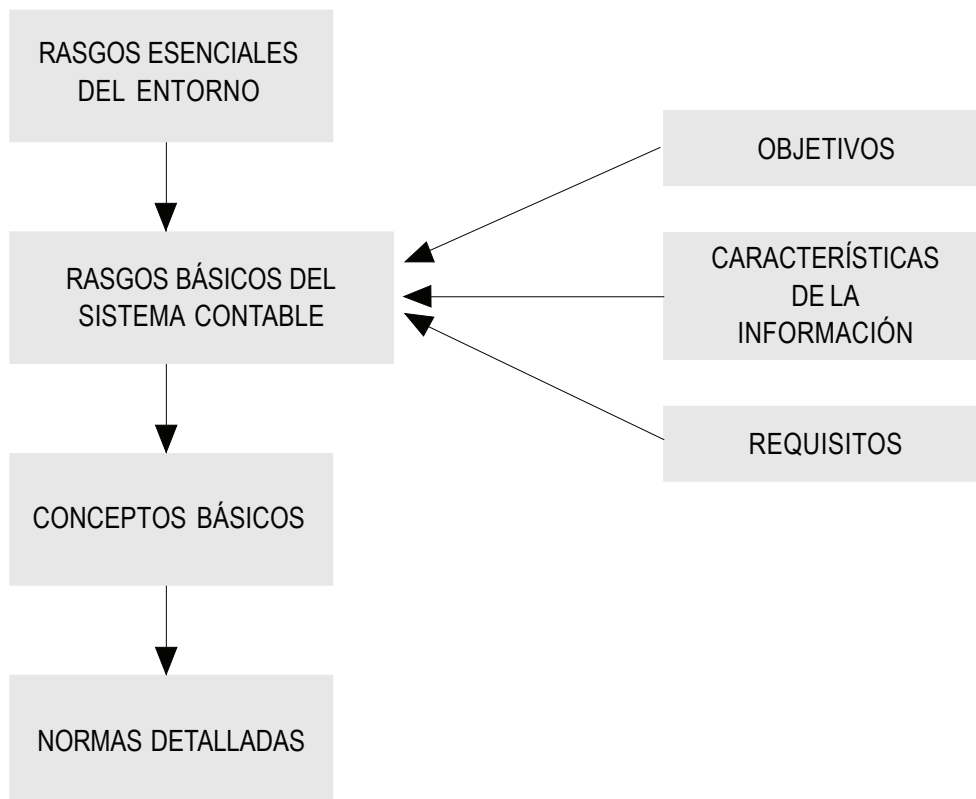 RASGOS ESENCIALES
DEL ENTORNO
RASGOS BÁSICOS DEL
SISTEMA CONTABLE
CONCEPTOS BÁSICOS
NORMAS DETALLADAS
OBJETIVOS
CARACTERÍSTICAS
DE LA
INFORMACIÓN
REQUISITOS